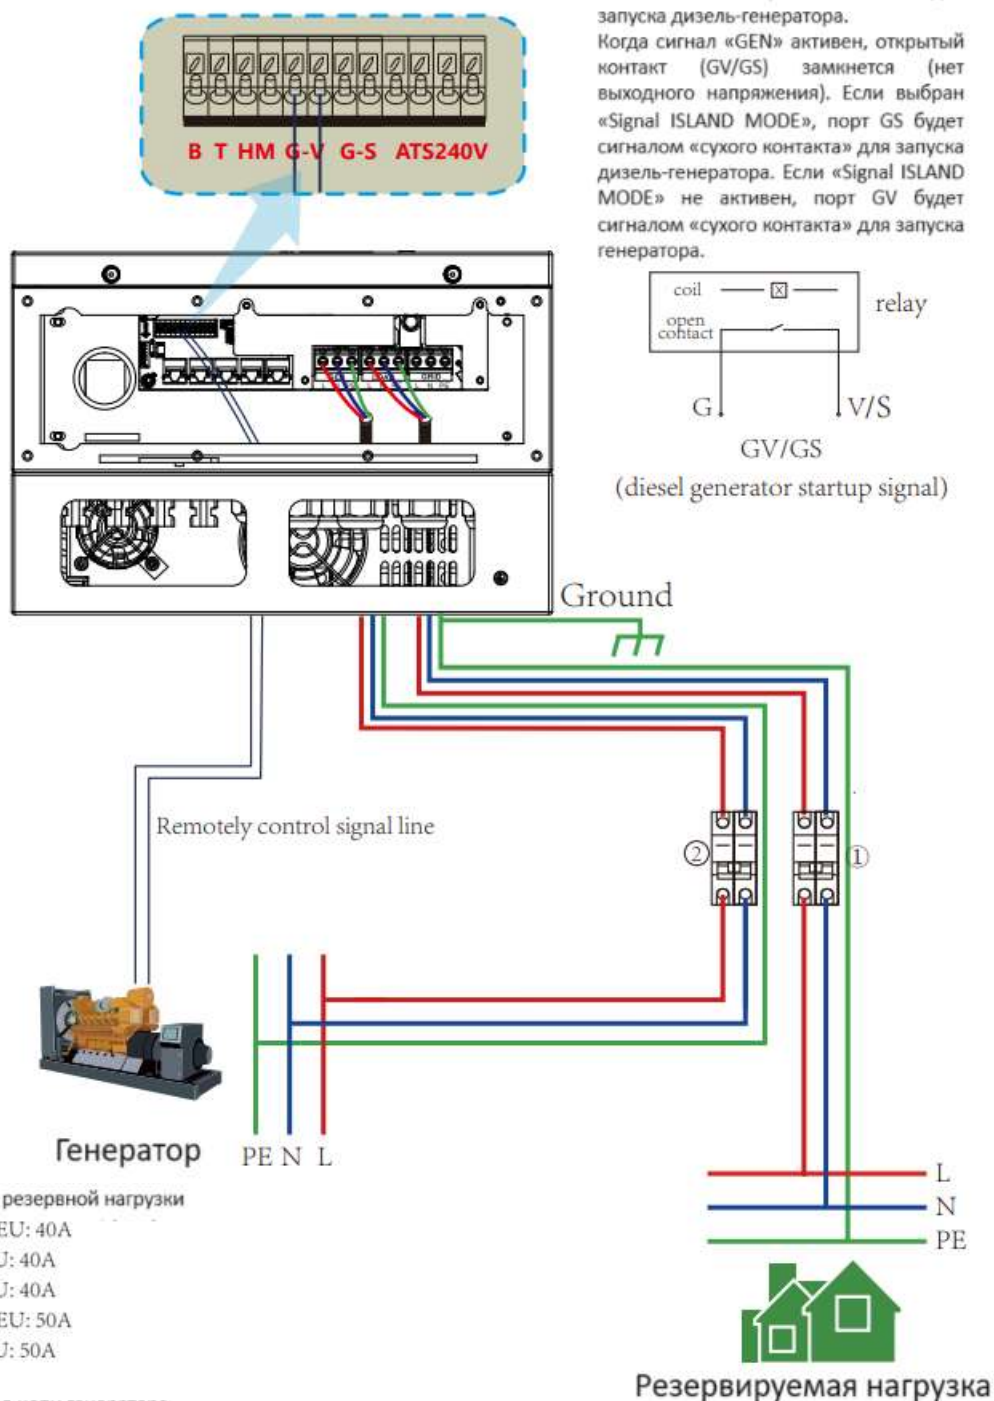 запуска дизель-генератора.
Когда сигнал «GEN» активен, открытый
контакт (GV/GS) замкнется (нет
выходного напряжения). Если выбран
«Signal ISLAND MODE», порт GS будет
сигналом «сухого контакта» для запуска
дизель-генератора. Если «Signal ISLAND
MODE» не активен, порт GV будет
сигналом «сухого контакта» для запуска
генератора.
B T HM G-V G-S ATS240V
coil
open
contact
relay
G V/S
GV/GS
(diesel generator startup signal)
GRID
Ground
Remotely control signal line
② ①
Генератор
PE N L
L
N
PE
резервной нагрузки
EU: 40A
U: 40A
U: 40A
EU: 50A
U: 50A
Резервируемая нагрузка